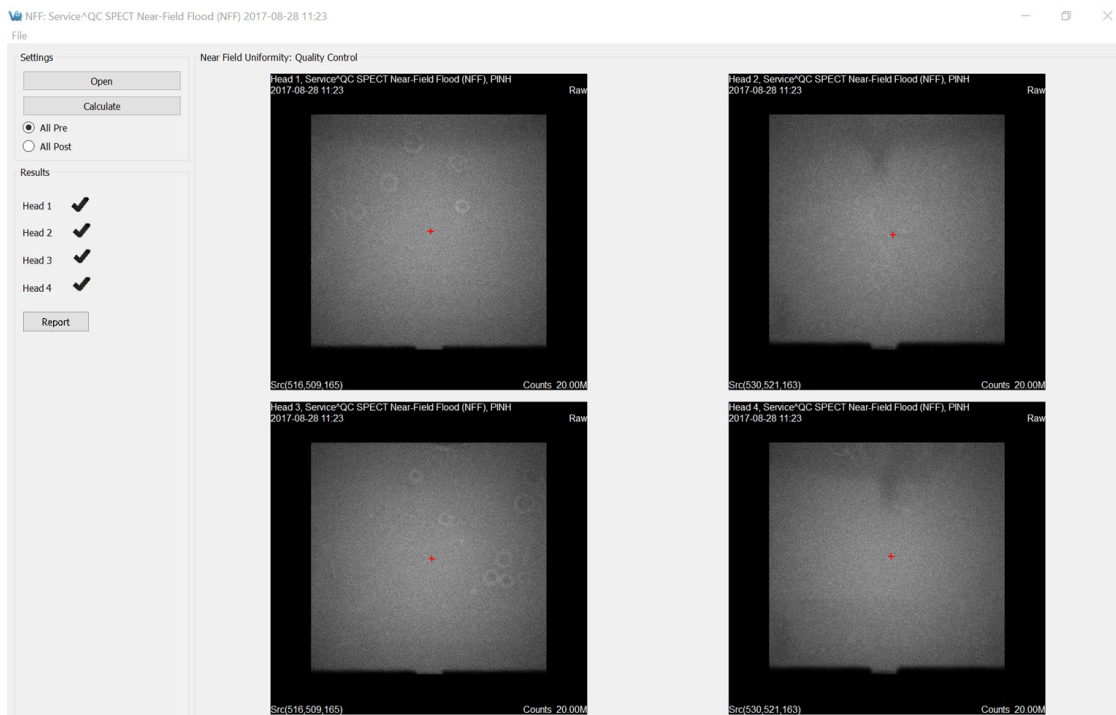 NFF: Service^QC SPECT Near-Field Flood (NFF) 2017-08-28 11:23
File
Settings
Open
Calculate
All Pre
All Post
Results
Head 1
Head 2
Head 3
Head 4
Report
Near Field Uniformity: Quality Control
Head 1, Service^QC SPECT Near-Field Flood (NFF), PINH
2017-08-28 11:23
Raw
Src(516,509,165)
Counts 20.00M
Head 2, Service^QC SPECT Near-Field Flood (NFF), PINH
2017-08-28 11:23
Raw
Src(530,521,163)
Counts 20.00M
Head 3, Service^QC SPECT Near-Field Flood (NFF), PINH
2017-08-28 11:23
Raw
Src(516,509,165)
Counts 20.00M
Head 4, Service^QC SPECT Near-Field Flood (NFF), PINH
2017-08-28 11:23
Raw
Src(530,521,163)
Counts 20.00M